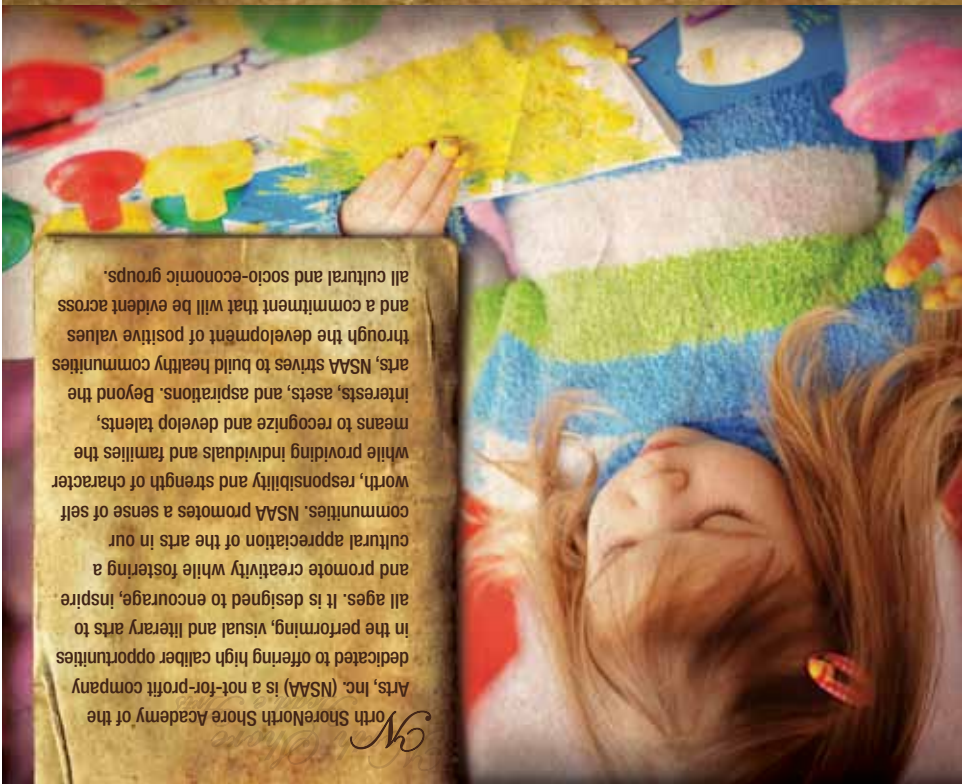 North ShoreNorth Shore Academy of the
Arts, Inc. (NSAA) is a not-for-profit company
dedicated to offering high caliber opportunities
in the performing, visual and literary arts to
all ages. It is designed to encourage, inspire
and promote creativity while fostering a
cultural appreciation of the arts in our
communities. NSAA promotes a sense of self
worth, responsibility and strength of character
while providing individuals and families the
means to recognize and develop talents,
interests, asets, and aspirations. Beyond the
arts, NSAA strives to build healthy communities
through the development of positive values
and a commitment that will be evident across
all cultural and socio-economic groups.